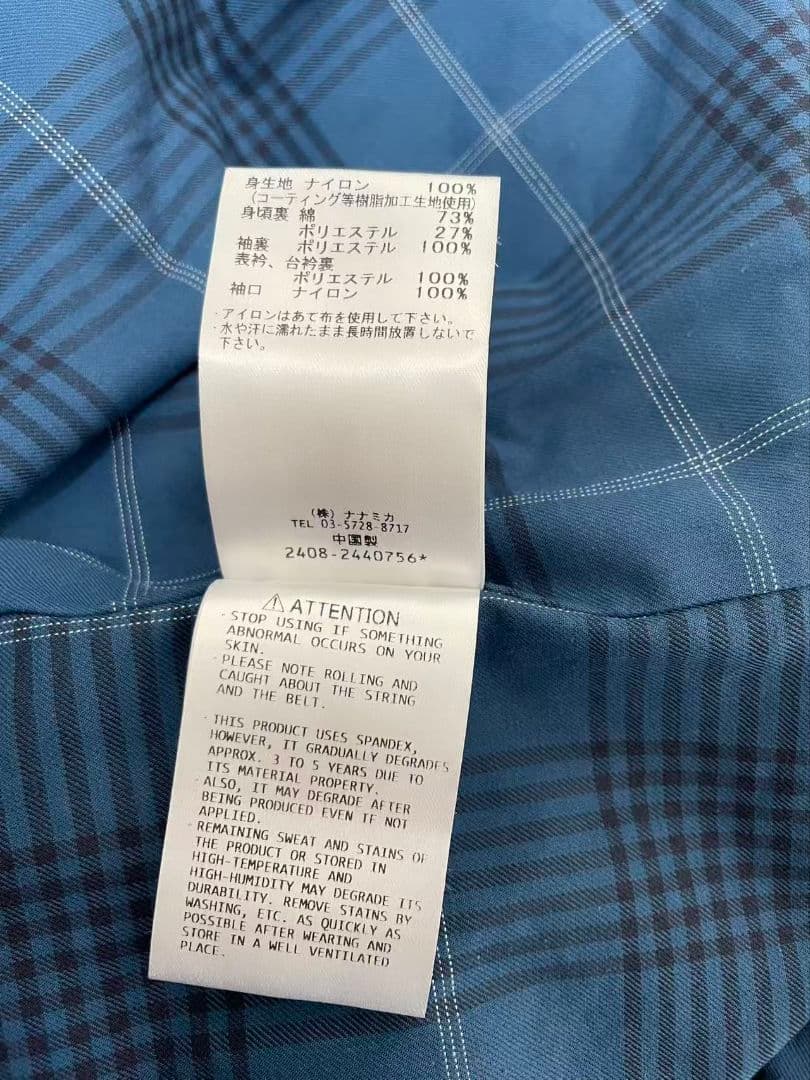 身生地 ナイロン 100%
(コーティング等樹脂加工生地使用)
身頃裏 綿 73%
ポリエステル 27%
袖裏 ポリエステル 100%
表衿、台衿裏
ポリエステル 100%
袖口 ナイロン 100%
・アイロンはあて布を使用して下さい。
・水や汗に濡れたまま長時間放置しないで
下さい。
(株) ナナミカ
TEL 03-5728-8717
中国製
2408-2440756*
⚠ ATTENTION
・STOP USING IF SOMETHING
ABNORMAL OCCURS ON YOUR
SKIN.
・PLEASE NOTE ROLLING AND
CAUGHT ABOUT THE STRING
AND THE BELT.
・THIS PRODUCT USES SPANDEX,
HOWEVER, IT GRADUALLY DEGRADES
APPROX. 3 TO 5 YEARS DUE TO
ITS MATERIAL PROPERTY.
・ALSO, IT MAY DEGRADE AFTER
BEING PRODUCED EVEN IF NOT
APPLIED.
・REMAINING SWEAT AND STAINS OF
THE PRODUCT OR STORED IN
HIGH-TEMPERATURE AND
HIGH-HUMIDITY MAY DEGRADE ITS
DURABILITY. REMOVE STAINS BY
WASHING, ETC. AS QUICKLY AS
POSSIBLE AFTER WEARING AND
STORE IN A WELL VENTILATED
PLACE.